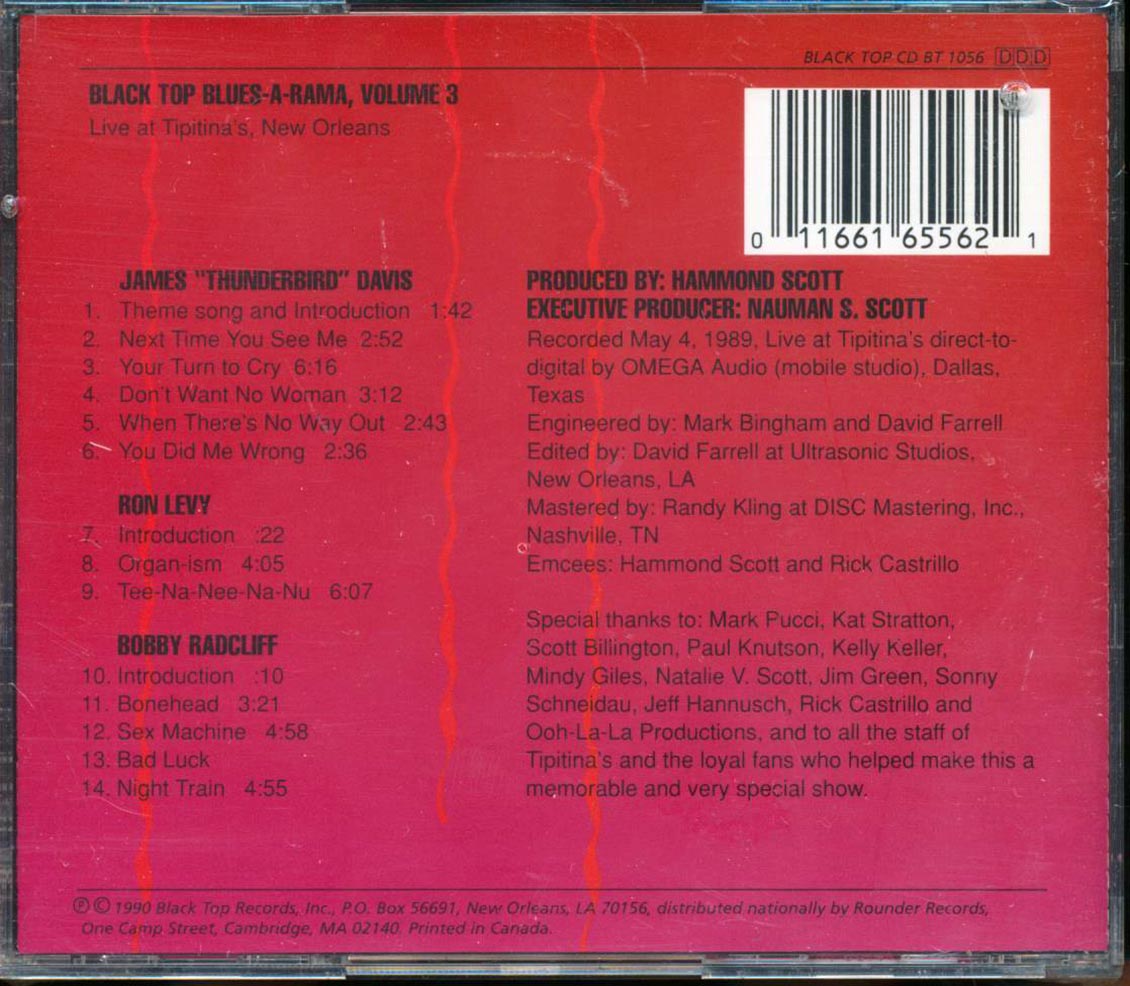 BLACK TOP CD BT 1056 DDD
BLACK TOP BLUES-A-RAMA, VOLUME 3
Live at Tipitina's, New Orleans
0 11661 65562 1
JAMES "THUNDERBIRD" DAVIS
1. Theme song and Introduction 1:42
2. Next Time You See Me 2:52
3. Your Turn to Cry 6:16
4. Don't Want No Woman 3:12
5. When There's No Way Out 2:43
6. You Did Me Wrong 2:36
RON LEVY
7. Introduction :22
8. Organ-ism 4:05
9. Tee-Na-Nee-Na-Nu 6:07
BOBBY RADCLIFF
10. Introduction :10
11. Bonehead 3:21
12. Sex Machine 4:58
13. Bad Luck
14. Night Train 4:55
PRODUCED BY: HAMMOND SCOTT
EXECUTIVE PRODUCER: NAUMAN S. SCOTT
Recorded May 4, 1989, Live at Tipitina's direct-to-
digital by OMEGA Audio (mobile studio), Dallas,
Texas
Engineered by: Mark Bingham and David Farrell
Edited by: David Farrell at Ultrasonic Studios,
New Orleans, LA
Mastered by: Randy Kling at DISC Mastering, Inc.,
Nashville, TN
Emcees: Hammond Scott and Rick Castrillo
Special thanks to: Mark Pucci, Kat Stratton,
Scott Billington, Paul Knutson, Kelly Keller,
Mindy Giles, Natalie V. Scott, Jim Green, Sonny
Schneidau, Jeff Hannusch, Rick Castrillo and
Ooh-La-La Productions, and to all the staff of
Tipitina's and the loyal fans who helped make this a
memorable and very special show.
℗ © 1990 Black Top Records, Inc., P.O. Box 56691, New Orleans, LA 70156, distributed nationally by Rounder Records,
One Camp Street, Cambridge, MA 02140. Printed in Canada.